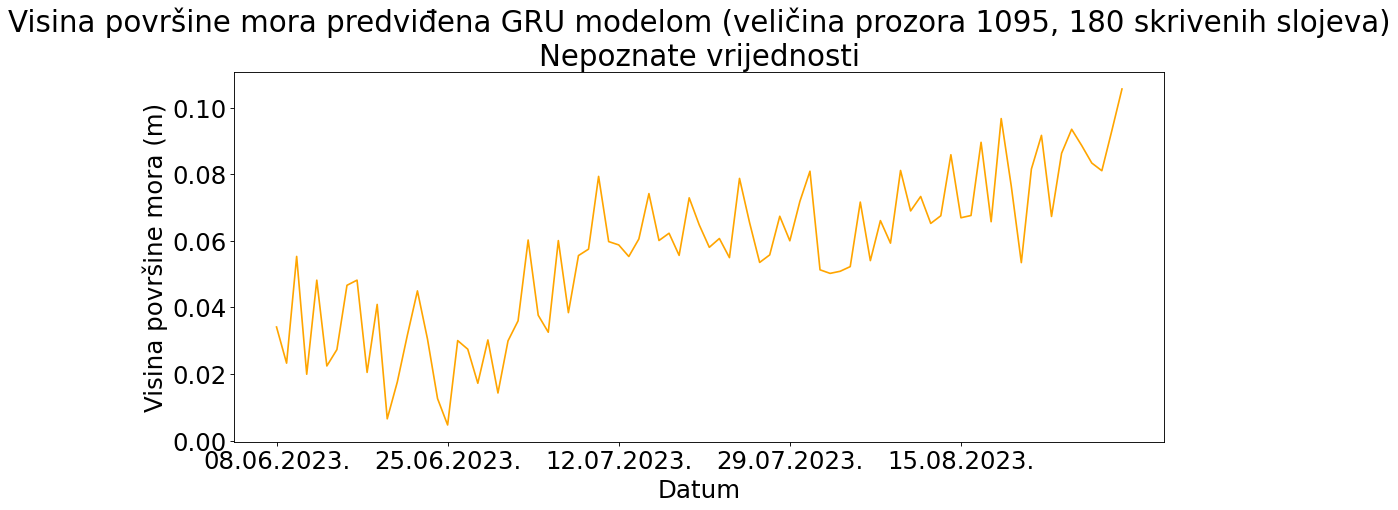 Visina površine mora predviđena GRU modelom (veličina prozora 1095, 180 skrivenih slojeva)
Nepoznate vrijednosti
Visina površine mora (m)
0.10
0.08
0.06
0.04
0.02
0.00
08.06.2023.
25.06.2023.
12.07.2023.
29.07.2023.
15.08.2023.
Datum